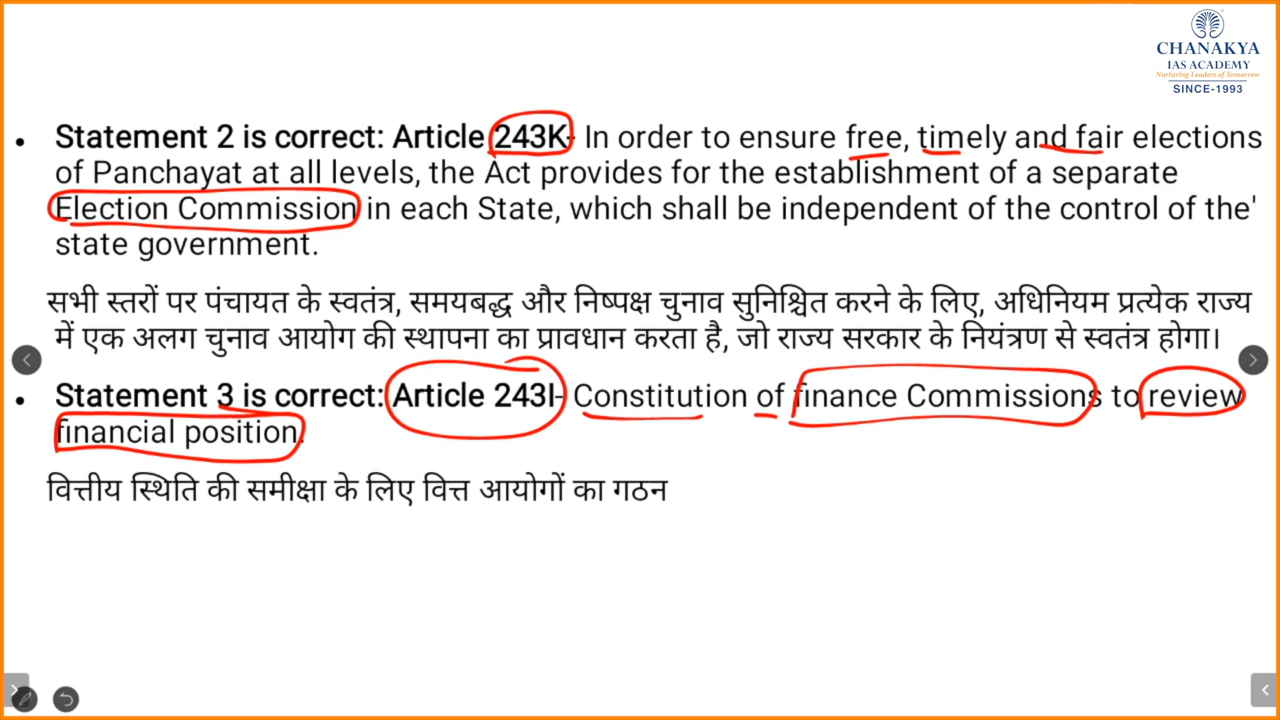 CHANAKYA
IAS ACADEMY
Nurturing Leaders of Tomorrow
SINCE-1993
• Statement 2 is correct: Article 243K- In order to ensure free, timely and fair elections
of Panchayat at all levels, the Act provides for the establishment of a separate
Election Commission in each State, which shall be independent of the control of the'
state government.
सभी स्तरों पर पंचायत के स्वतंत्र, समयबद्ध और निष्पक्ष चुनाव सुनिश्चित करने के लिए, अधिनियम प्रत्येक राज्य
में एक अलग चुनाव आयोग की स्थापना का प्रावधान करता है, जो राज्य सरकार के नियंत्रण से स्वतंत्र होगा।
• Statement 3 is correct: Article 243I- Constitution of finance Commissions to review
financial position.
वित्तीय स्थिति की समीक्षा के लिए वित्त आयोगों का गठन